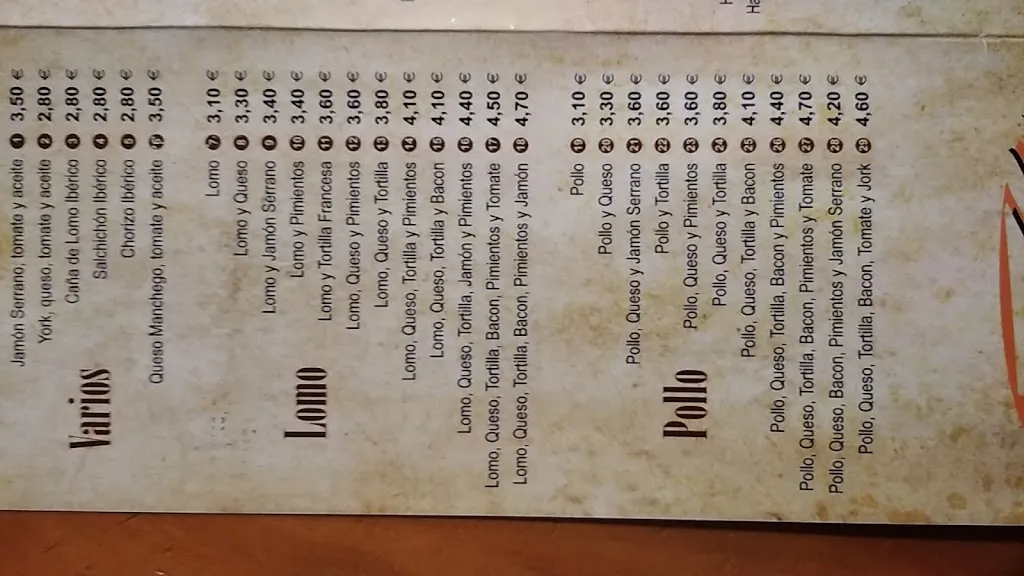 Varios
Jamón Serrano, tomate y aceite 1 3,50 €
York, queso, tomate y aceite 2 2,80 €
Caña de Lomo Ibérico 3 2,80 €
Salchichón Ibérico 4 2,80 €
Chorizo Ibérico 2,80 €
Queso Manchego, tomate y aceite 3,50 €
Lomo
Lomo 7 3,10 €
Lomo y Queso 8 3,30 €
Lomo y Jamón Serrano 9 3,40 €
Lomo y Pimientos 10 3,40 €
Lomo y Tortilla Francesa 11 3,60 €
Lomo, Queso y Pimientos 12 3,60 €
Lomo, Queso y Tortilla 13 3,80 €
Lomo, Queso, Tortilla y Pimientos 14 4,10 €
Lomo, Queso, Tortilla y Bacon 15 4,10 €
Lomo, Queso, Tortilla, Jamón y Pimientos 16 4,40 €
Lomo, Queso, Tortilla, Bacon, Pimientos y Tomate 17 4,50 €
Lomo, Queso, Tortilla, Bacon, Pimientos y Jamón 18 4,70 €
Pollo
Pollo 19 3,10 €
Pollo y Queso 20 3,30 €
Pollo, Queso y Jamón Serrano 21 3,60 €
Pollo y Tortilla 22 3,60 €
Pollo, Queso y Pimientos 23 3,60 €
Pollo, Queso y Tortilla 24 3,80 €
Pollo, Queso, Tortilla y Bacon 25 4,10 €
Pollo, Queso, Tortilla, Bacon y Pimientos 26 4,40 €
Pollo, Queso, Tortilla, Bacon, Pimientos y Tomate 27 4,70 €
Pollo, Queso, Bacon, Pimientos y Jamón Serrano 28 4,20 €
Pollo, Queso, Tortilla, Bacon, Tomate y Jork 29 4,60 €